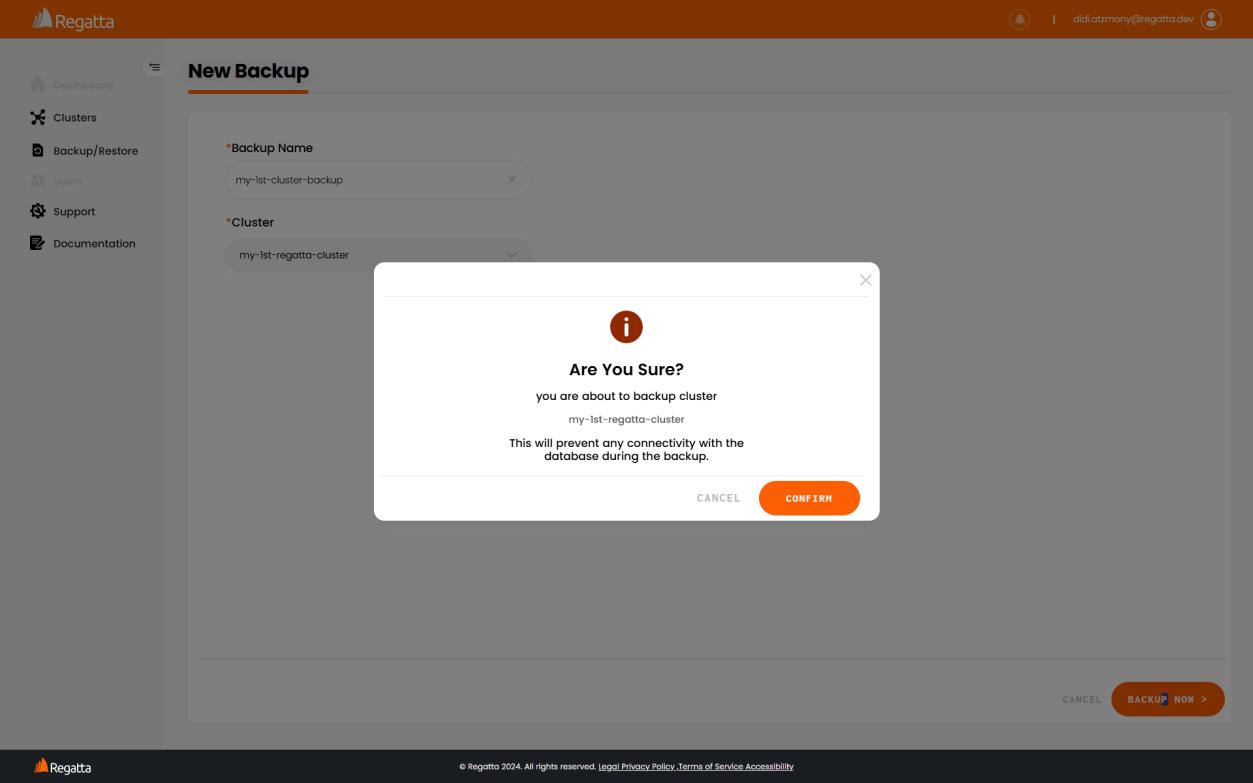 Regatta
|
didi.atzmony@regatta.dev
Dashboard
Clusters
Backup/Restore
Users
Support
Documentation
New Backup
*Backup Name
my-1st-cluster-backup
*Cluster
my-1st-regatta-cluster
Are You Sure?
you are about to backup cluster
my-1st-regatta-cluster
This will prevent any connectivity with the
database during the backup.
CANCEL
CONFIRM
CANCEL
BACKUP NOW >
Regatta
© Regatta 2024. All rights reserved. Legal Privacy Policy ,Terms of Service Accessibility